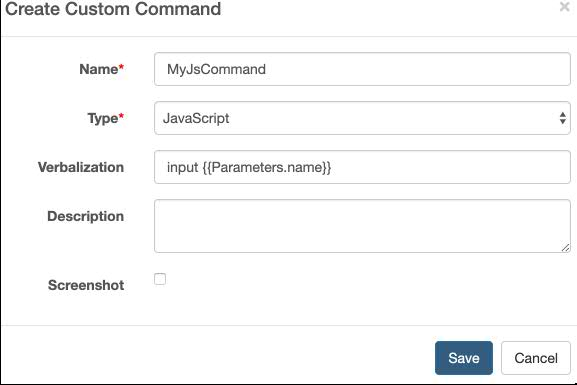 Create Custom Command ×
Name* MyJsCommand
Type* JavaScript
Verbalization input {{Parameters.name}}
Description
Screenshot
Save Cancel